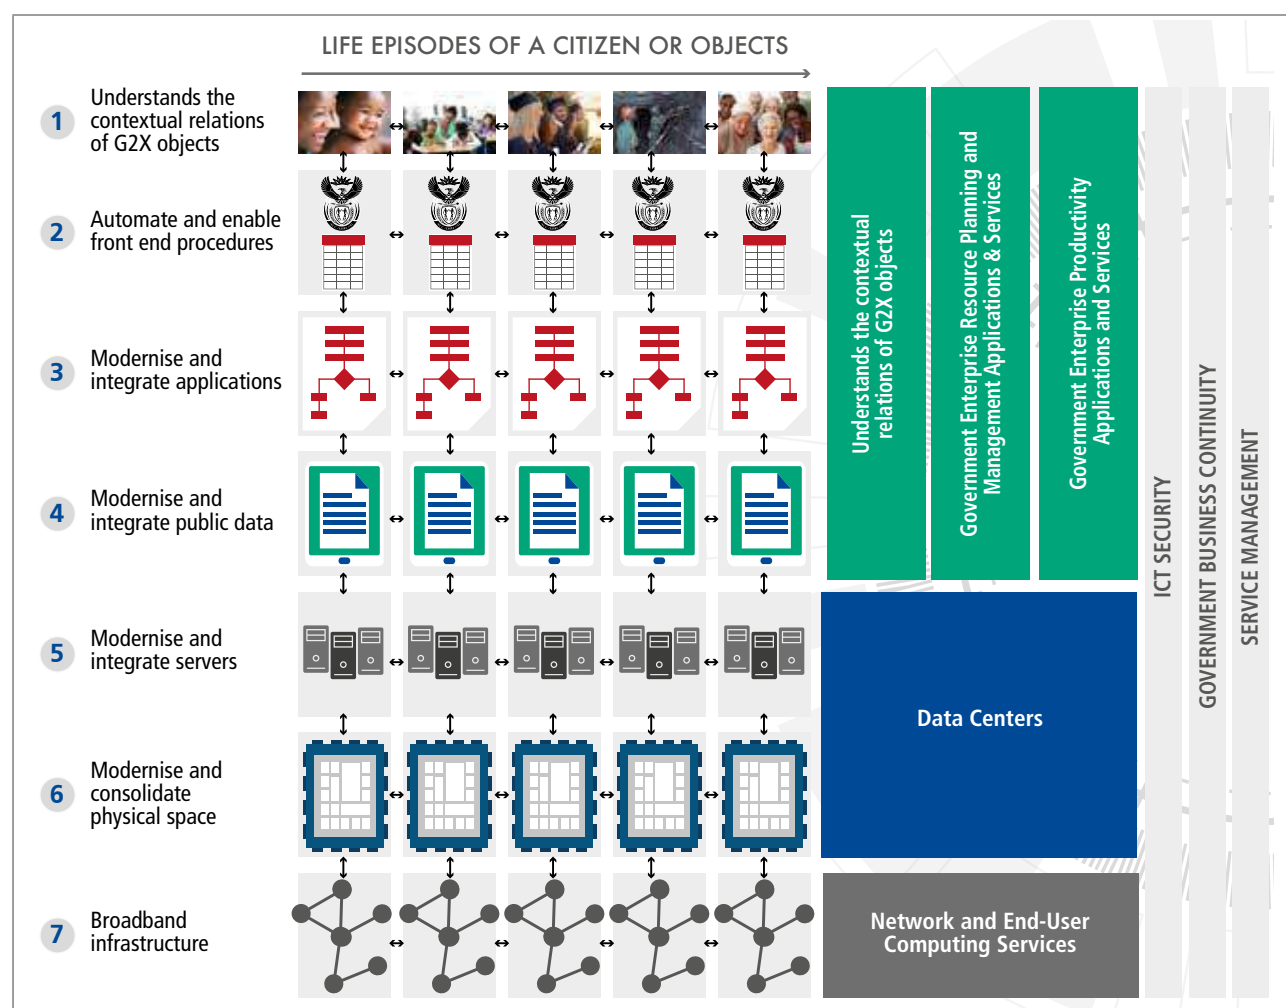 LIFE EPISODES OF A CITIZEN OR OBJECTS
1
Understands the
contextual relations
of G2X objects
2
Automate and enable
front end procedures
3
Modernise and
integrate applications
4
Modernise and
integrate public data
5
Modernise and
integrate servers
6
Modernise and
consolidate
physical space
7
Broadband
infrastructure
Understands the contextual
relations of G2X objects
Government Enterprise Resource Planning and
Management Applications & Services
Government Enterprise Productivity
Applications and Services
Data Centers
Network and End-User
Computing Services
ICT SECURITY
GOVERNMENT BUSINESS CONTINUITY
SERVICE MANAGEMENT